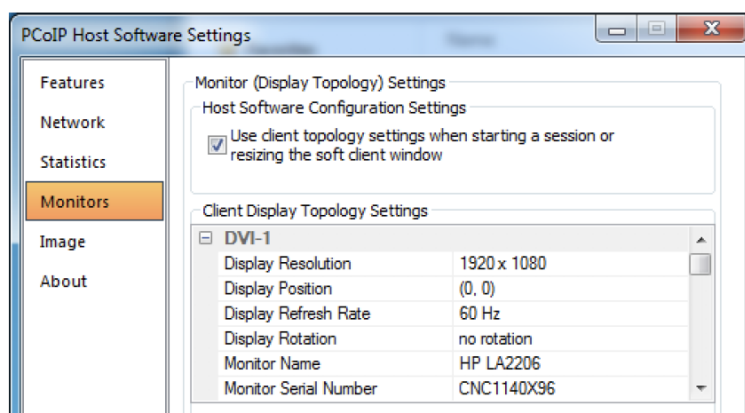 PCoIP Host Software Settings
Features
Network
Statistics
Monitors
Image
About
Monitor (Display Topology) Settings
Host Software Configuration Settings
Use client topology settings when starting a session or
resizing the soft client window
Client Display Topology Settings
DVI-1
Display Resolution 1920 x 1080
Display Position (0, 0)
Display Refresh Rate 60 Hz
Display Rotation no rotation
Monitor Name HP LA2206
Monitor Serial Number CNC1140X96